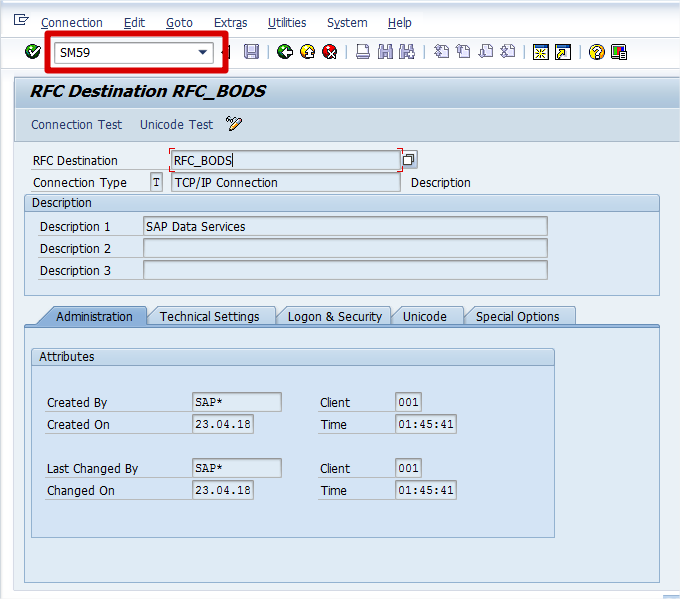 Connection Edit Goto Extras Utilities System Help
SM59
RFC Destination RFC_BODS
Connection Test Unicode Test
RFC Destination RFC_BODS
Connection Type T TCP/IP Connection Description
Description
Description 1 SAP Data Services
Description 2
Description 3
Administration Technical Settings Logon & Security Unicode Special Options
Attributes
Created By SAP* Client 001
Created On 23.04.18 Time 01:45:41
Last Changed By SAP* Client 001
Changed On 23.04.18 Time 01:45:41